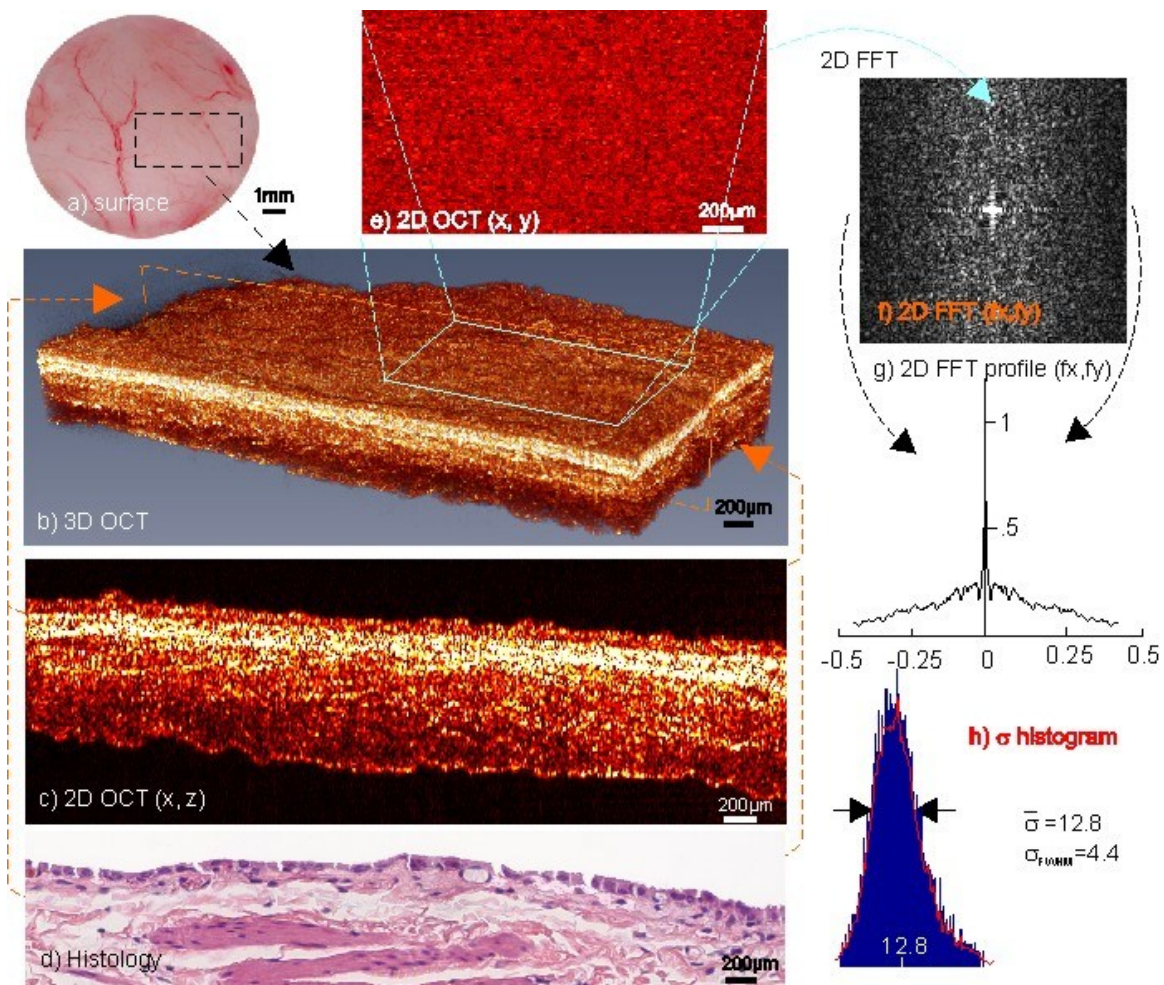 a) surface
1mm
e) 2D OCT (x, y)
200µm
2D FFT
f) 2D FFT (fx,fy)
b) 3D OCT
200µm
g) 2D FFT profile (fx,fy)
1
.5
-0.5 -0.25 0 0.25 0.5
c) 2D OCT (x, z)
200µm
h) σ histogram
σ̅ =12.8
σFWHM=4.4
12.8
d) Histology
200µm